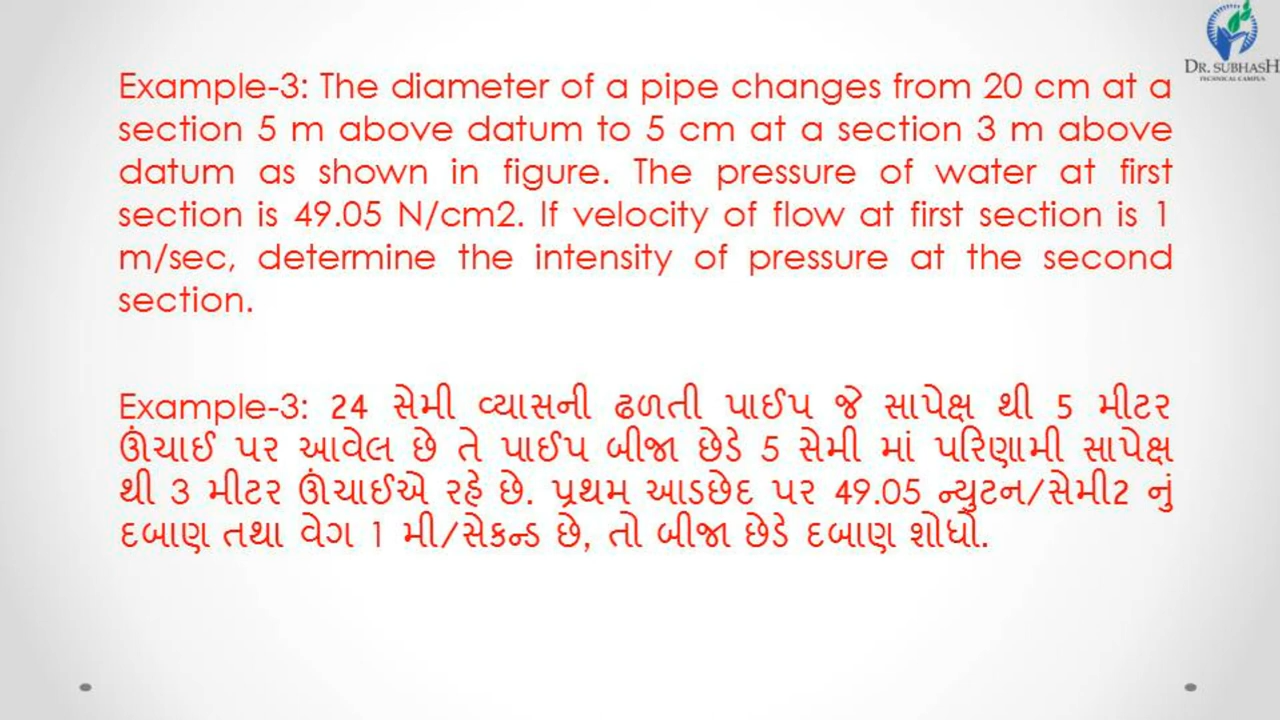 DR. SUBHASH
TECHNICAL CAMPUS
Example-3: The diameter of a pipe changes from 20 cm at a
section 5 m above datum to 5 cm at a section 3 m above
datum as shown in figure. The pressure of water at first
section is 49.05 N/cm2. If velocity of flow at first section is 1
m/sec, determine the intensity of pressure at the second
section.
Example-3: 24 સેમી વ્યાસની ઢળતી પાઈપ જે સાપેક્ષ થી 5 મીટર
ઊંચાઈ પર આવેલ છે તે પાઈપ બીજા છેડે 5 સેમી માં પરિણામી સાપેક્ષ
થી 3 મીટર ઊંચાઈએ રહે છે. પ્રથમ આડછેદ પર 49.05 ન્યુટન/સેમી2 નું
દબાણ તથા વેગ 1 મી/સેકન્ડ છે, તો બીજા છેડે દબાણ શોધો.